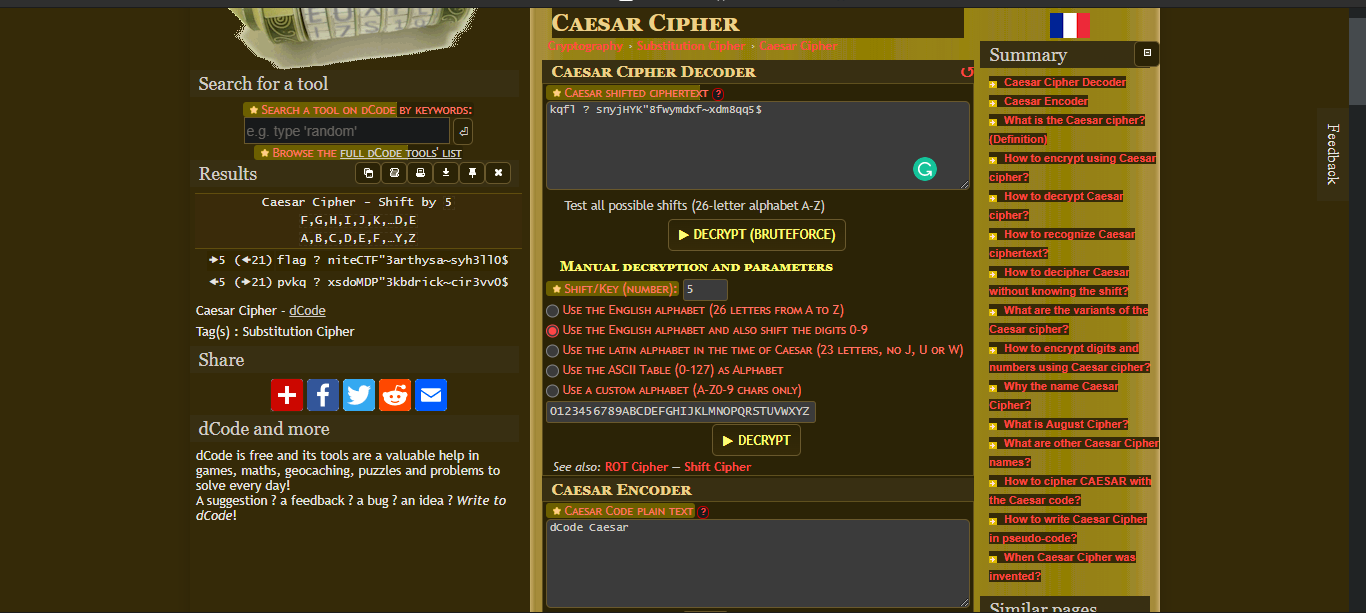 Search for a tool
★ Search a tool on dCode by keywords:
e.g. type 'random'
★ Browse the full dCode tools' list
Results
Caesar Cipher - Shift by 5
F,G,H,I,J,K,…D,E
A,B,C,D,E,F,…Y,Z
➔5 (🡰21) flag ? niteCTF"3arthysa~syh3ll0$
🡰5 (➔21) pvkq ? xsdoMDP"3kbdrick~cir3vv0$
Caesar Cipher - dCode
Tag(s) : Substitution Cipher
Share
dCode and more
dCode is free and its tools are a valuable help in
games, maths, geocaching, puzzles and problems to
solve every day!
A suggestion ? a feedback ? a bug ? an idea ? Write to
dCode!
Caesar Cipher
Cryptography › Substitution Cipher › Caesar Cipher
Caesar Cipher Decoder
★ Caesar shifted ciphertext ?
kqfl ? snyjHYK"8fwymdxf~xdm8qq5$
Test all possible shifts (26-letter alphabet A-Z)
▶ DECRYPT (BRUTEFORCE)
Manual decryption and parameters
★ Shift/Key (number): 5
Use the English alphabet (26 letters from A to Z)
Use the English alphabet and also shift the digits 0-9
Use the latin alphabet in the time of Caesar (23 letters, no J, U or W)
Use the ASCII Table (0-127) as Alphabet
Use a custom alphabet (A-Z0-9 chars only)
0123456789ABCDEFGHIJKLMNOPQRSTUVWXYZ
▶ DECRYPT
See also: ROT Cipher — Shift Cipher
Caesar Encoder
★ Caesar Code plain text ?
dCode Caesar
Summary
Caesar Cipher Decoder
Caesar Encoder
What is the Caesar cipher?
(Definition)
How to encrypt using Caesar
cipher?
How to decrypt Caesar
cipher?
How to recognize Caesar
ciphertext?
How to decipher Caesar
without knowing the shift?
What are the variants of the
Caesar cipher?
How to encrypt digits and
numbers using Caesar cipher?
Why the name Caesar
Cipher?
What is August Cipher?
What are other Caesar Cipher
names?
How to cipher CAESAR with
the Caesar code?
How to write Caesar Cipher
in pseudo-code?
When Caesar Cipher was
invented?
Similar pages
Feedback